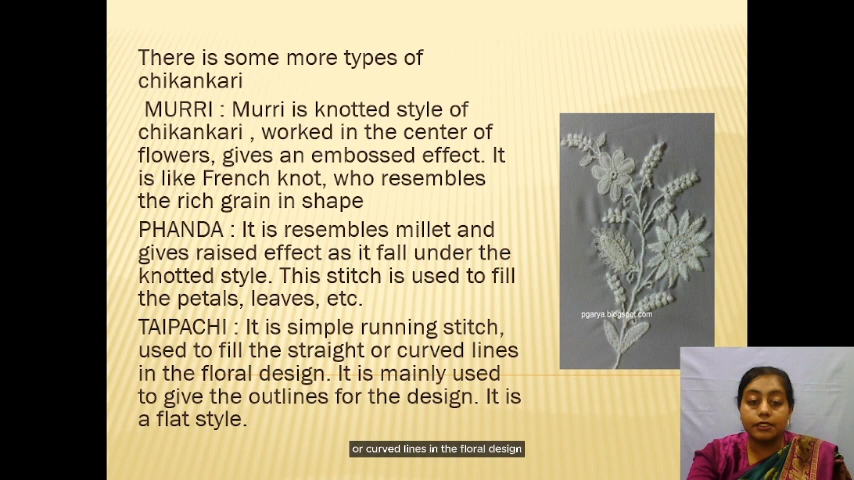 There is some more types of
chikankari
MURRI : Murri is knotted style of
chikankari , worked in the center of
flowers, gives an embossed effect. It
is like French knot, who resembles
the rich grain in shape
PHANDA : It is resembles millet and
gives raised effect as it fall under the
knotted style. This stitch is used to fill
the petals, leaves, etc.
TAIPACHI : It is simple running stitch,
used to fill the straight or curved lines
in the floral design. It is mainly used
to give the outlines for the design. It is
a flat style.
pgarya.blogspot.com
or curved lines in the floral design